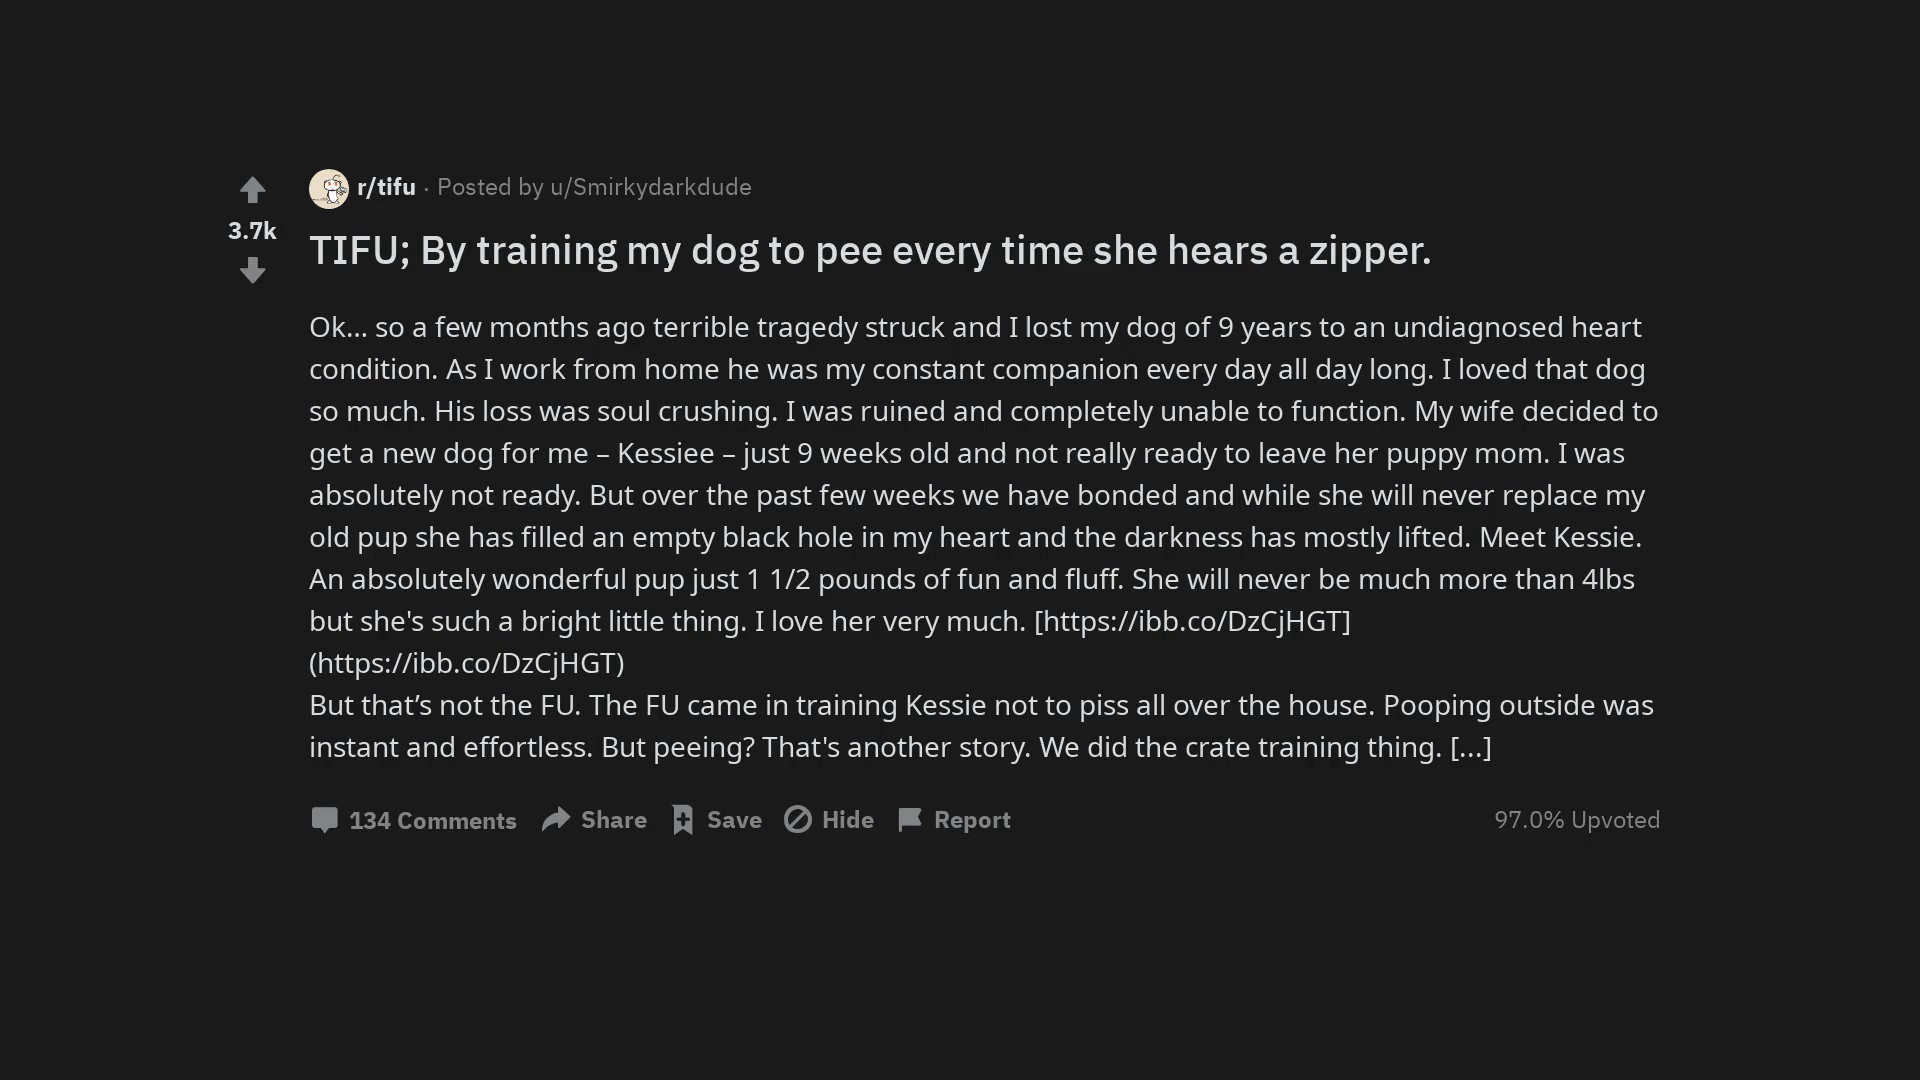 r/tifu · Posted by u/Smirkydarkdude
3.7k
TIFU; By training my dog to pee every time she hears a zipper.
Ok... so a few months ago terrible tragedy struck and I lost my dog of 9 years to an undiagnosed heart
condition. As I work from home he was my constant companion every day all day long. I loved that dog
so much. His loss was soul crushing. I was ruined and completely unable to function. My wife decided to
get a new dog for me – Kessiee – just 9 weeks old and not really ready to leave her puppy mom. I was
absolutely not ready. But over the past few weeks we have bonded and while she will never replace my
old pup she has filled an empty black hole in my heart and the darkness has mostly lifted. Meet Kessie.
An absolutely wonderful pup just 1 1/2 pounds of fun and fluff. She will never be much more than 4lbs
but she's such a bright little thing. I love her very much. [https://ibb.co/DzCjHGT]
(https://ibb.co/DzCjHGT)
But that’s not the FU. The FU came in training Kessie not to piss all over the house. Pooping outside was
instant and effortless. But peeing? That's another story. We did the crate training thing. [...]
134 Comments Share Save Hide Report 97.0% Upvoted